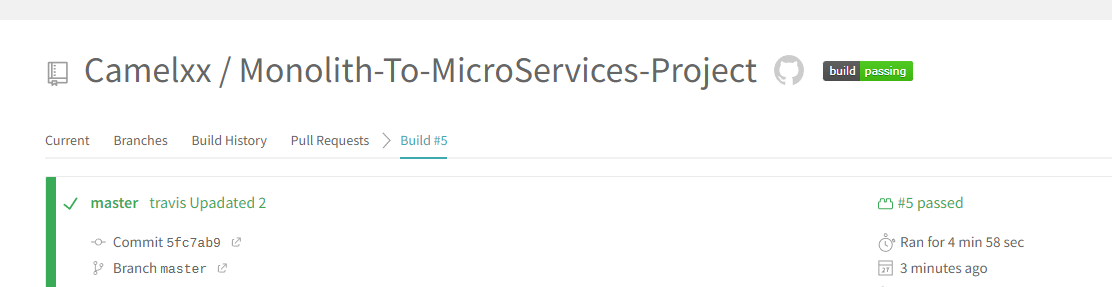 Camelxx / Monolith-To-MicroServices-Project build passing
Current Branches Build History Pull Requests Build #5
master travis Upadated 2 #5 passed
Commit 5fc7ab9 Ran for 4 min 58 sec
Branch master 27 3 minutes ago